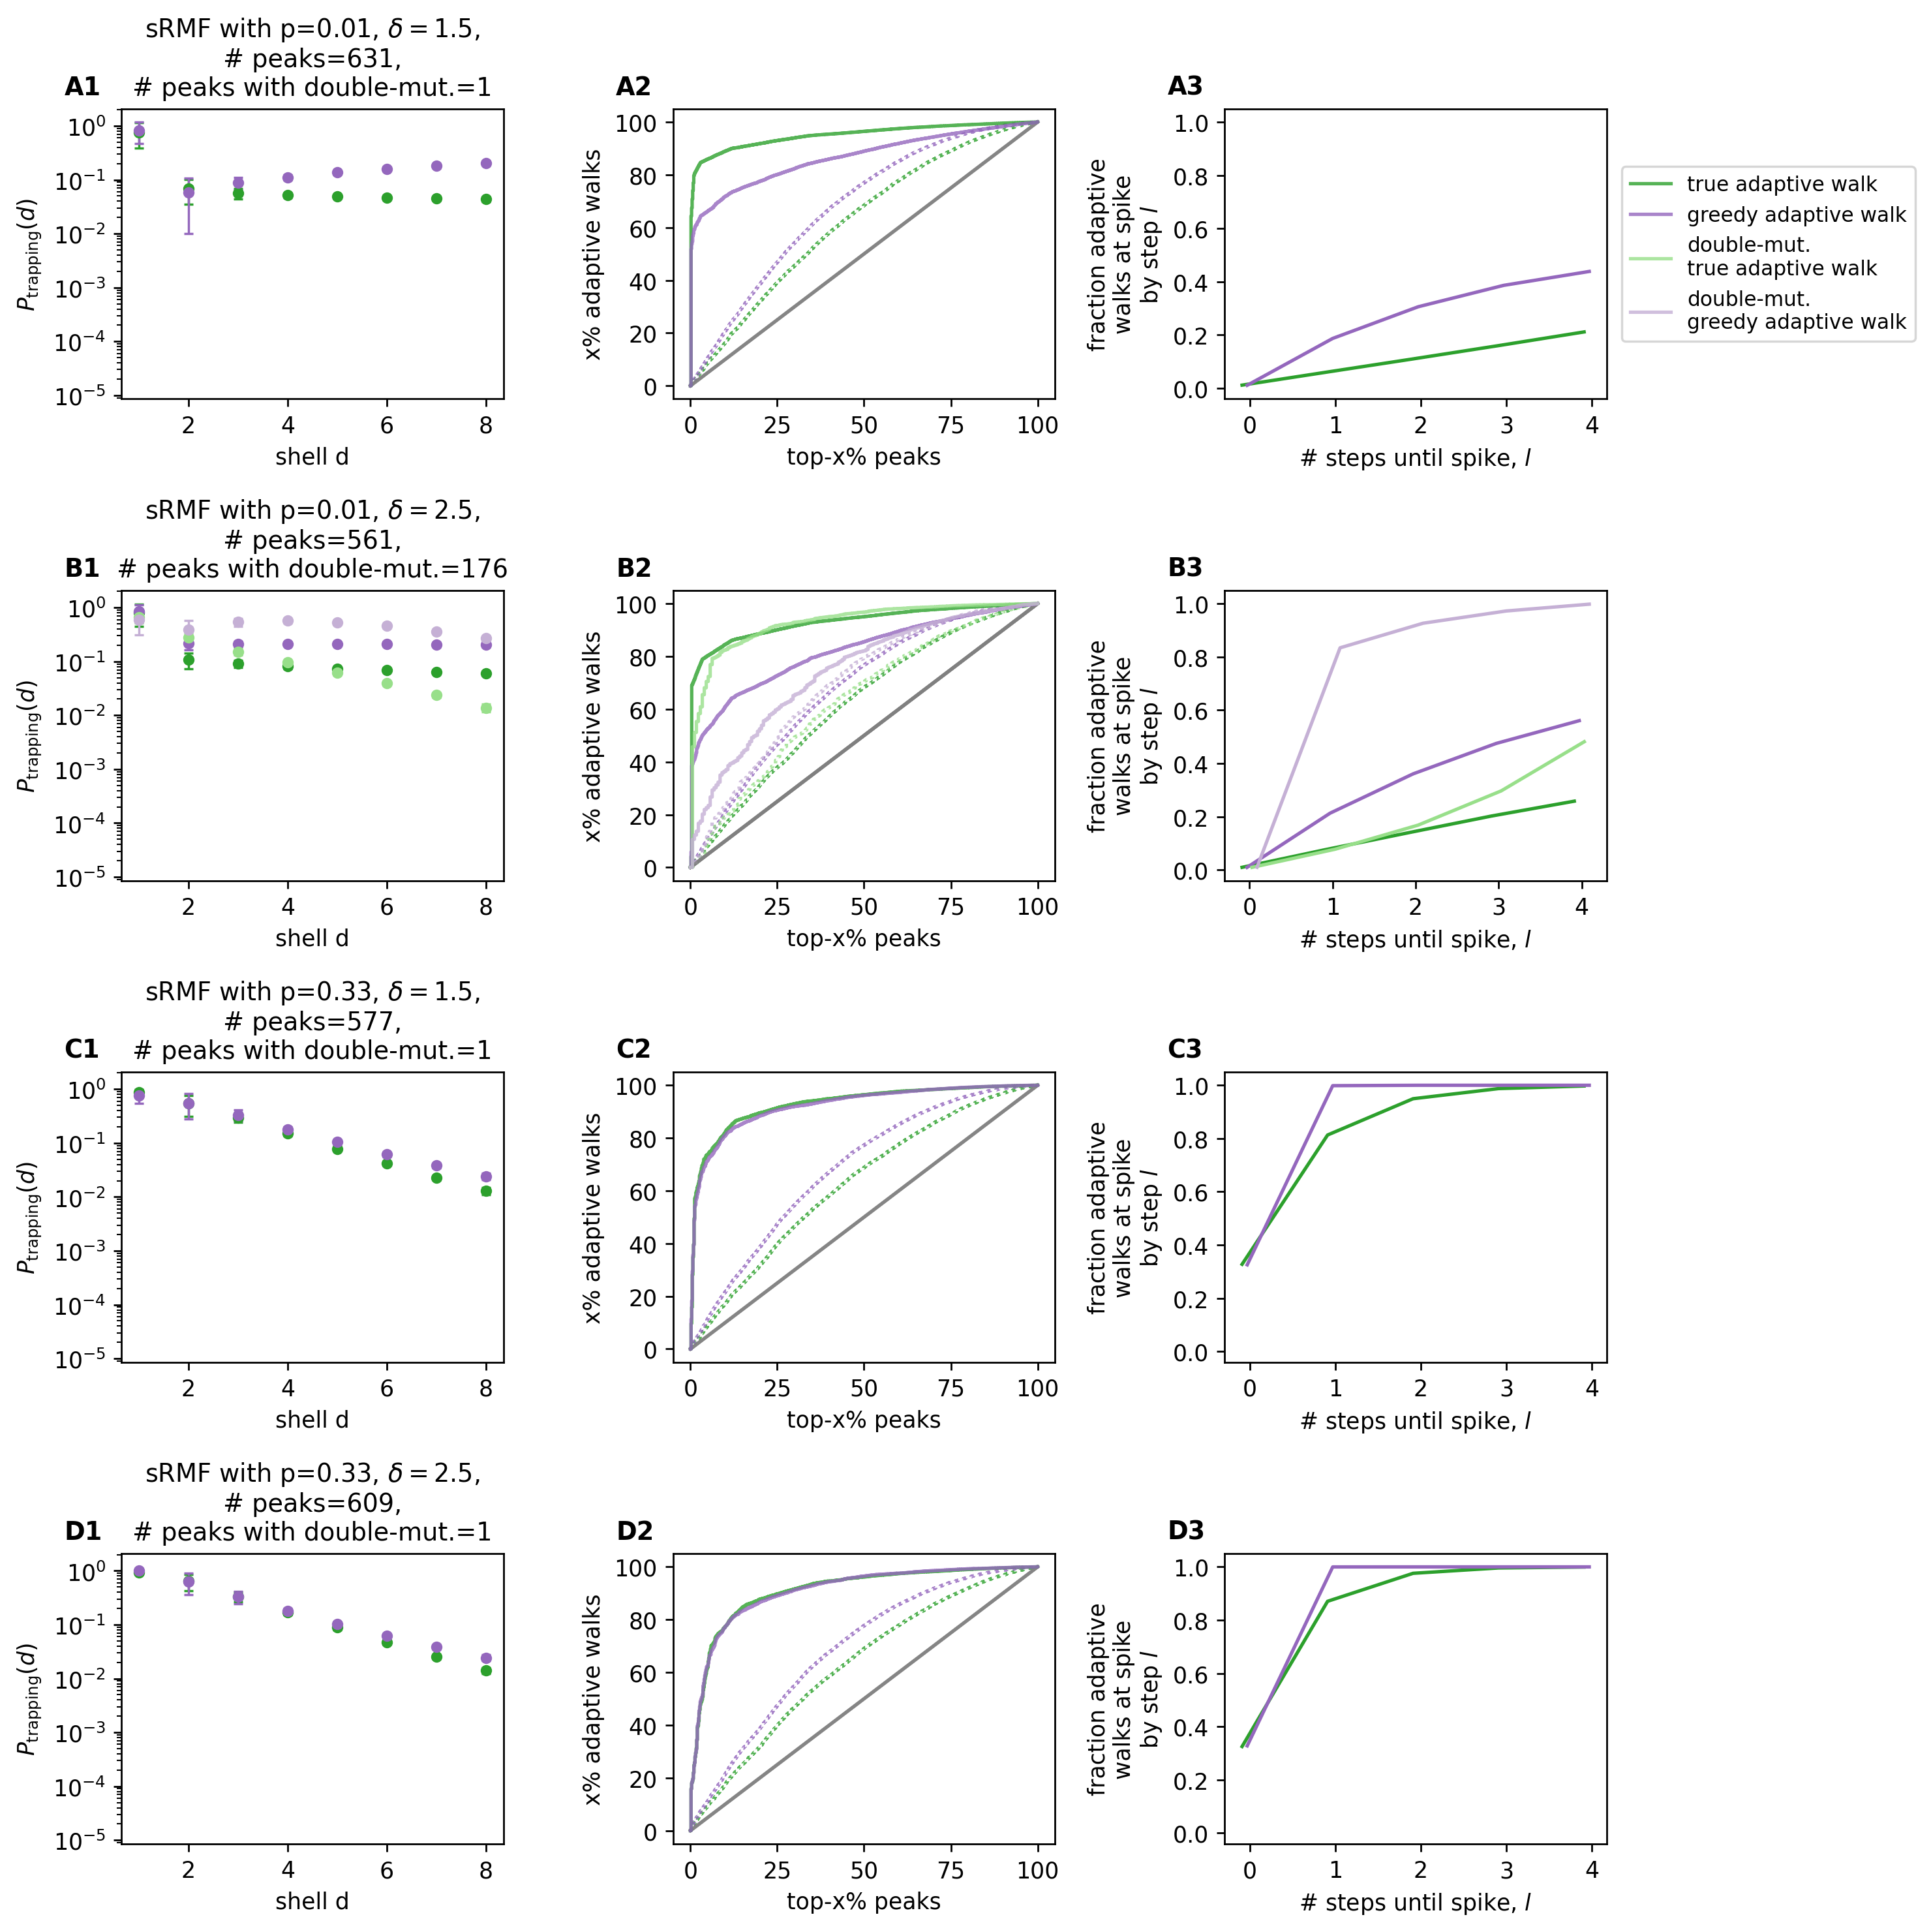 sRMF with p=0.01, δ = 1.5,
# peaks=631,
# peaks with double-mut.=1
A1
A2
A3
10⁰
10⁻¹
10⁻²
10⁻³
10⁻⁴
10⁻⁵
P_trapping(d)
2 4 6 8
shell d
100
80
60
40
20
0
x% adaptive walks
0 25 50 75 100
top-x% peaks
1.0
0.8
0.6
0.4
0.2
0.0
fraction adaptive
walks at spike
by step l
0 1 2 3 4
# steps until spike, l
true adaptive walk
greedy adaptive walk
double-mut.
true adaptive walk
double-mut.
greedy adaptive walk
sRMF with p=0.01, δ = 2.5,
# peaks=561,
# peaks with double-mut.=176
B1
B2
B3
10⁰
10⁻¹
10⁻²
10⁻³
10⁻⁴
10⁻⁵
P_trapping(d)
2 4 6 8
shell d
100
80
60
40
20
0
x% adaptive walks
0 25 50 75 100
top-x% peaks
1.0
0.8
0.6
0.4
0.2
0.0
fraction adaptive
walks at spike
by step l
0 1 2 3 4
# steps until spike, l
sRMF with p=0.33, δ = 1.5,
# peaks=577,
# peaks with double-mut.=1
C1
C2
C3
10⁰
10⁻¹
10⁻²
10⁻³
10⁻⁴
10⁻⁵
P_trapping(d)
2 4 6 8
shell d
100
80
60
40
20
0
x% adaptive walks
0 25 50 75 100
top-x% peaks
1.0
0.8
0.6
0.4
0.2
0.0
fraction adaptive
walks at spike
by step l
0 1 2 3 4
# steps until spike, l
sRMF with p=0.33, δ = 2.5,
# peaks=609,
# peaks with double-mut.=1
D1
D2
D3
10⁰
10⁻¹
10⁻²
10⁻³
10⁻⁴
10⁻⁵
P_trapping(d)
2 4 6 8
shell d
100
80
60
40
20
0
x% adaptive walks
0 25 50 75 100
top-x% peaks
1.0
0.8
0.6
0.4
0.2
0.0
fraction adaptive
walks at spike
by step l
0 1 2 3 4
# steps until spike, l